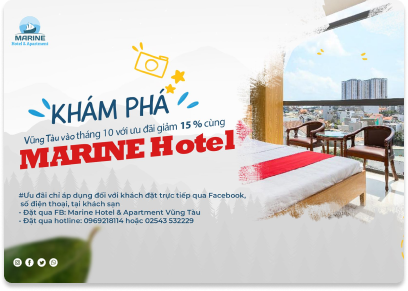 MARINE
Hotel & Apartment
KHÁM PHÁ
Vũng Tàu vào tháng 10 với ưu đãi giảm 15 % cùng
MARINE Hotel
#Ưu đãi chỉ áp dụng đối với khách đặt trực tiếp qua Facebook,
số điện thoại, tại khách sạn
- Đặt qua FB: Marine Hotel & Apartment Vũng Tàu
- Đặt qua hotline: 0969218114 hoặc 02543 532229